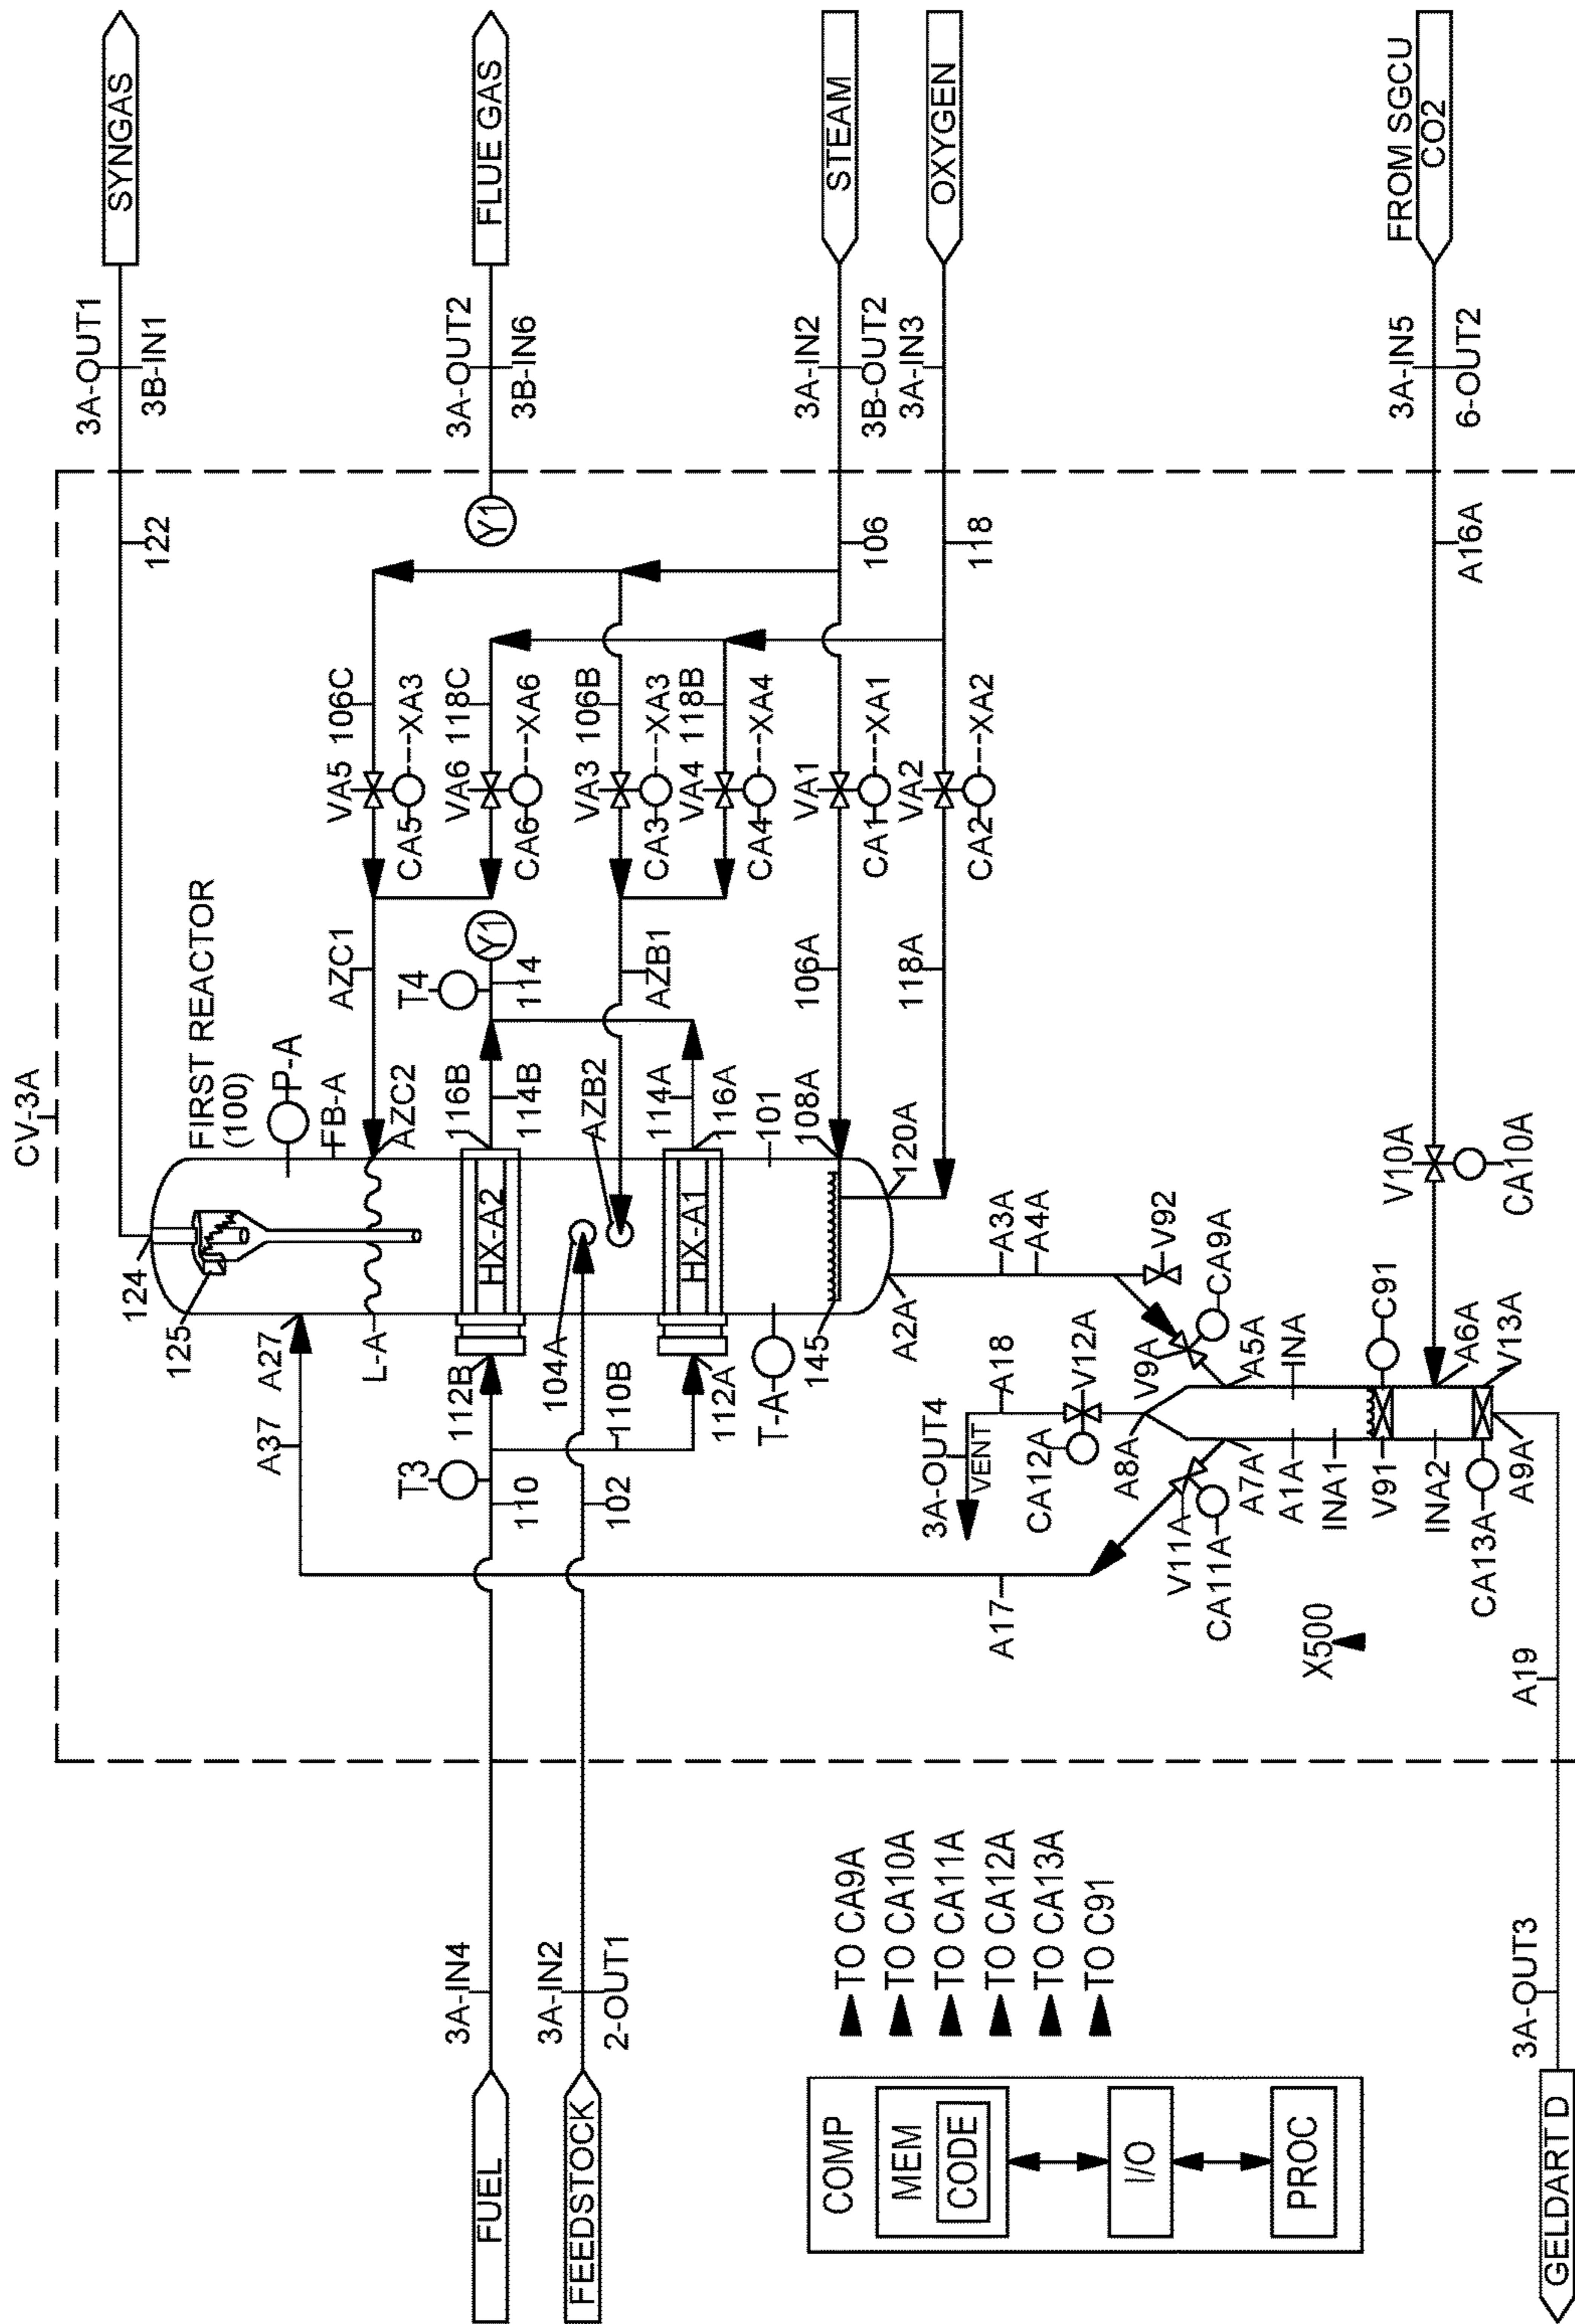 CV-3A
SYNGAS
3A-OUT1
3B-IN1
122
FLUE GAS
3A-OUT2
3B-IN6
Y1
STEAM
3A-IN2
3B-OUT2
106
OXYGEN
3A-IN3
118
FROM SGCU
CO2
3A-IN5
6-OUT2
A16A
FIRST REACTOR
(100)
P-A
FB-A
124
125
A27
A37
L-A
AZC1
AZC2
VA5
106C
CA5
XA3
VA6
118C
CA6
XA6
VA3
106B
CA3
XA3
VA4
118B
CA4
XA4
VA1
CA1
XA1
VA2
CA2
XA2
T4
Y1
114
116B
114B
HX-A2
112B
AZB1
AZB2
104A
110B
114A
116A
HX-A1
112A
101
T-A
106A
108A
118A
120A
145
A2A
T3
110
102
A3A
A4A
V92
V9A
CA9A
A18
V12A
CA12A
3A-OUT4
VENT
A8A
A5A
INA
V11A
CA11A
A7A
A1A
INA1
V91
C91
INA2
A6A
V13A
CA13A
A9A
V10A
CA10A
A17
X500
A19
FUEL
3A-IN4
FEEDSTOCK
3A-IN2
2-OUT1
COMP
MEM
CODE
I/O
PROC
TO CA9A
TO CA10A
TO CA11A
TO CA12A
TO CA13A
TO C91
GELDART D
3A-OUT3